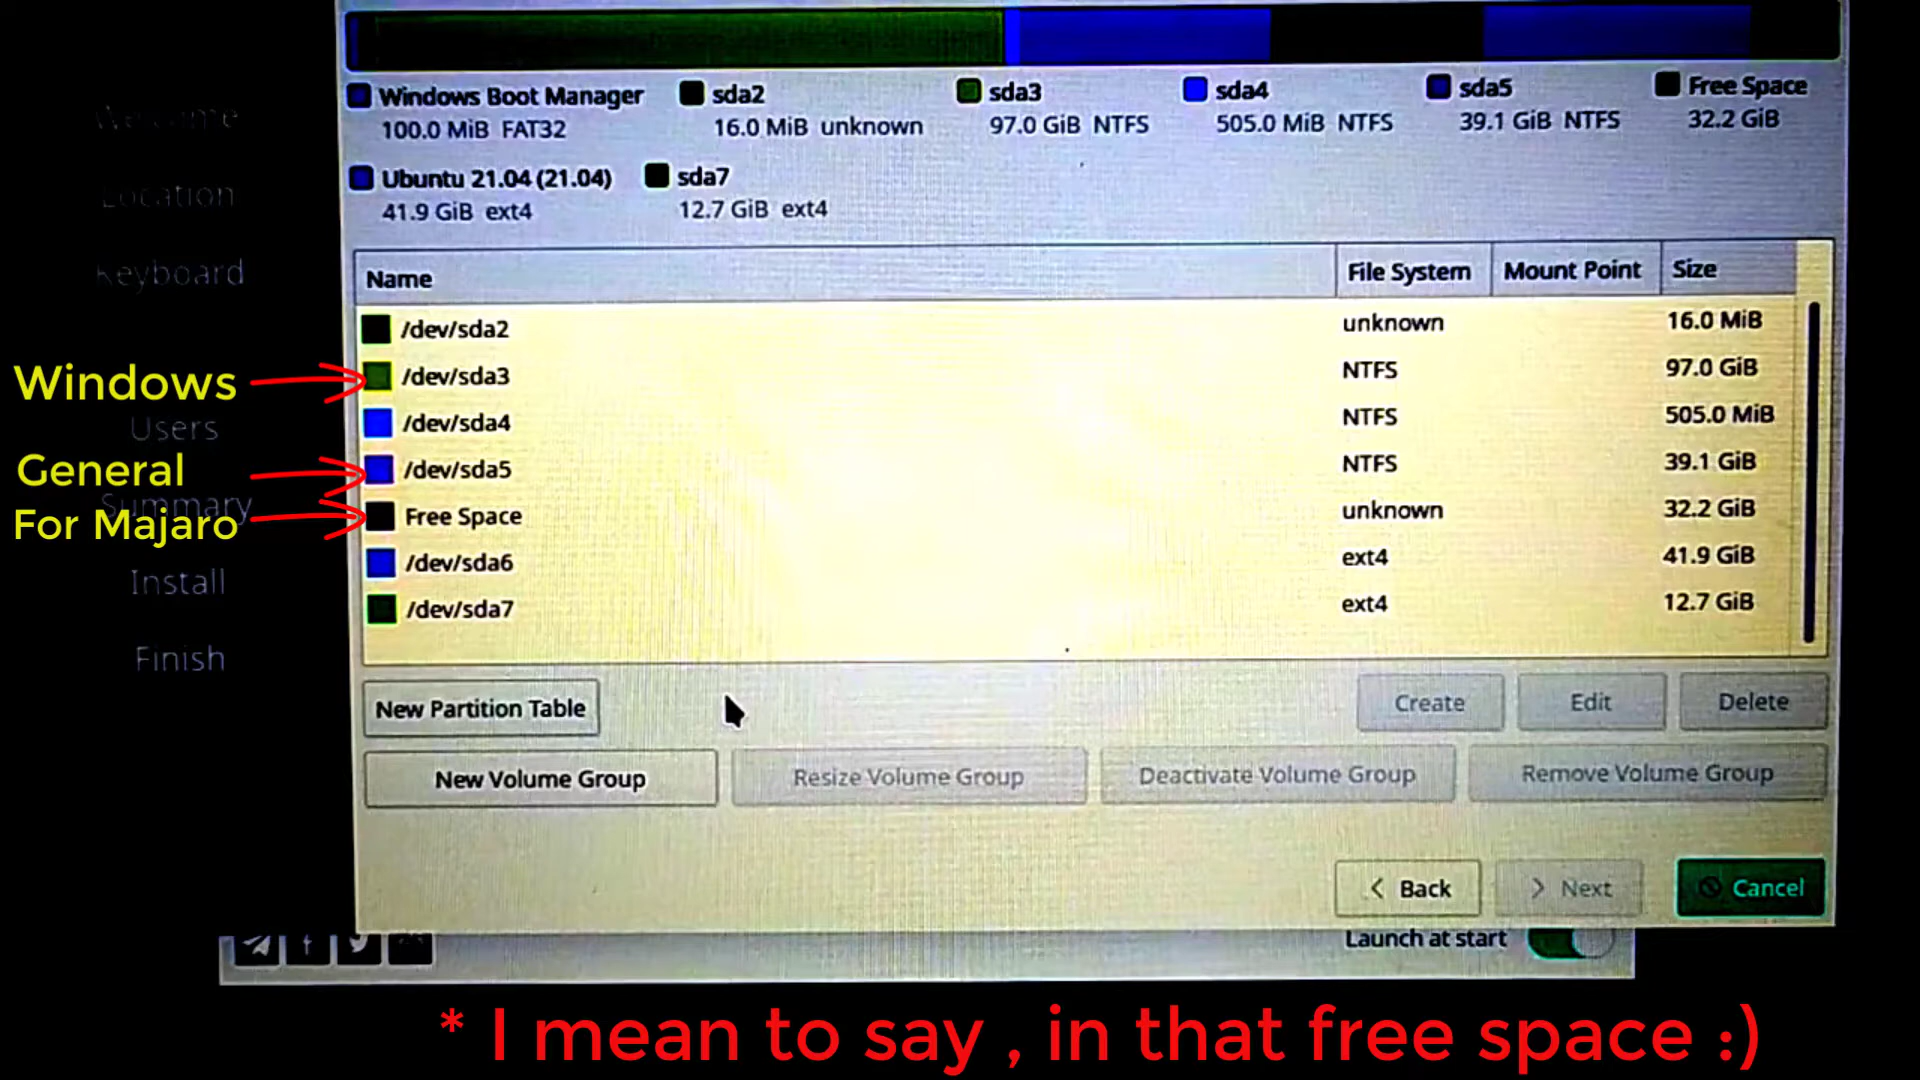 Windows Boot Manager
100.0 MiB FAT32
sda2
16.0 MiB unknown
sda3
97.0 GiB NTFS
sda4
505.0 MiB NTFS
sda5
39.1 GiB NTFS
Free Space
32.2 GiB
Ubuntu 21.04 (21.04)
41.9 GiB ext4
sda7
12.7 GiB ext4
Welcome
Location
Keyboard
Users
Summary
Install
Finish
Windows
General
For Majaro
Name File System Mount Point Size
/dev/sda2 unknown 16.0 MiB
/dev/sda3 NTFS 97.0 GiB
/dev/sda4 NTFS 505.0 MiB
/dev/sda5 NTFS 39.1 GiB
Free Space unknown 32.2 GiB
/dev/sda6 ext4 41.9 GiB
/dev/sda7 ext4 12.7 GiB
New Partition Table Create Edit Delete
New Volume Group Resize Volume Group Deactivate Volume Group Remove Volume Group
Back Next Cancel
Launch at start
* I mean to say , in that free space :)